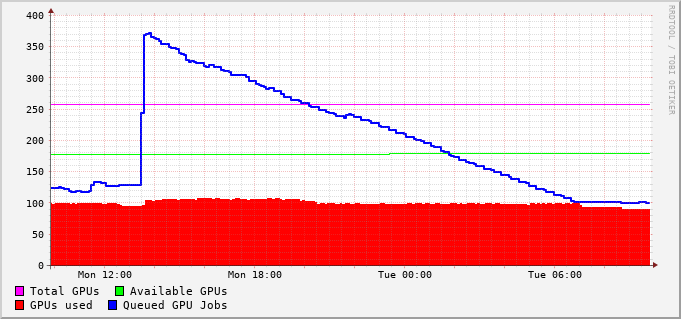 400
350
300
250
200
150
100
50
0
Mon 12:00 Mon 18:00 Tue 00:00 Tue 06:00
Total GPUs Available GPUs
GPUs used Queued GPU Jobs
RRDTOOL / TOBI OETIKER